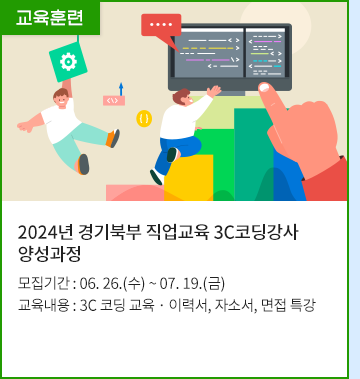 교육훈련
2024년 경기북부 직업교육 3C코딩강사
양성과정
모집기간 : 06. 26.(수) ~ 07. 19.(금)
교육내용 : 3C 코딩 교육 · 이력서, 자소서, 면접 특강